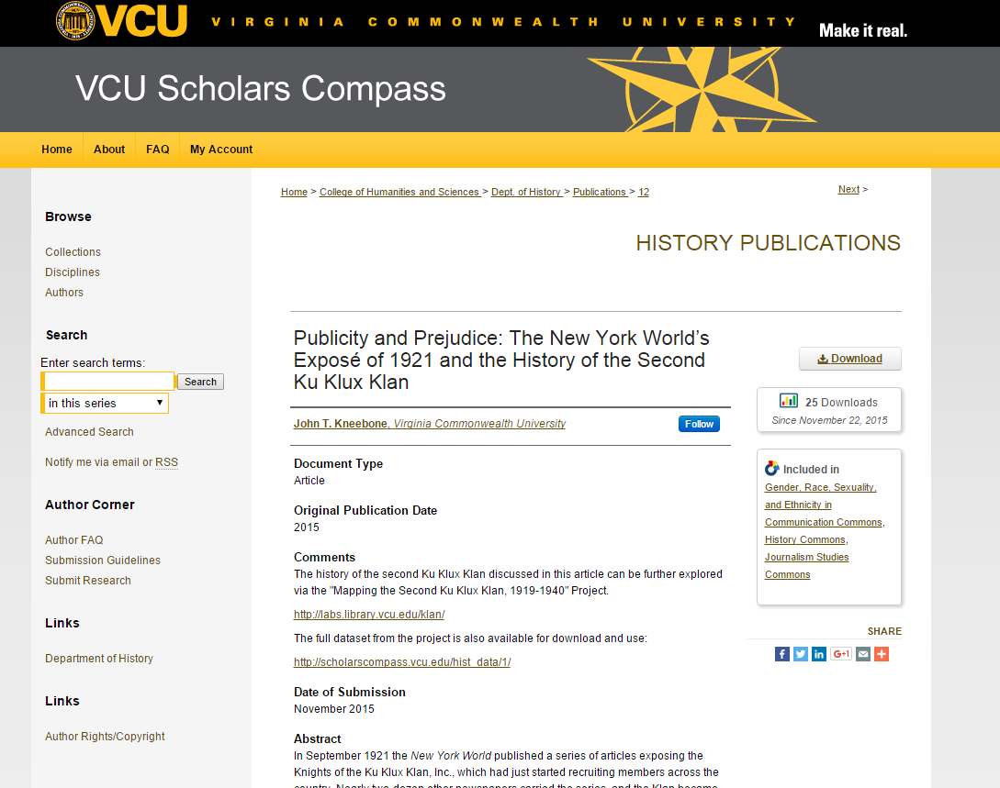 VCU VIRGINIA COMMONWEALTH UNIVERSITY
Make it real.
VCU Scholars Compass
Home About FAQ My Account
Home > College of Humanities and Sciences > Dept. of History > Publications > 12
Next >
HISTORY PUBLICATIONS
Browse
Collections
Disciplines
Authors
Search
Enter search terms:
Search
in this series
Advanced Search
Notify me via email or RSS
Author Corner
Author FAQ
Submission Guidelines
Submit Research
Links
Department of History
Links
Author Rights/Copyright
Publicity and Prejudice: The New York World's
Exposé of 1921 and the History of the Second
Ku Klux Klan
John T. Kneebone, Virginia Commonwealth University
Follow
Document Type
Article
Original Publication Date
2015
Comments
The history of the second Ku Klux Klan discussed in this article can be further explored
via the "Mapping the Second Ku Klux Klan, 1919-1940" Project.
http://labs.library.vcu.edu/klan/
The full dataset from the project is also available for download and use:
http://scholarscompass.vcu.edu/hist_data/1/
Date of Submission
November 2015
Abstract
In September 1921 the New York World published a series of articles exposing the
Knights of the Ku Klux Klan, Inc., which had just started recruiting members across the
country. Nearly two-dozen other newspapers carried the series, and the Klan became
Download
25 Downloads
Since November 22, 2015
Included in
Gender, Race, Sexuality,
and Ethnicity in
Communication Commons,
History Commons,
Journalism Studies
Commons
SHARE
G+1